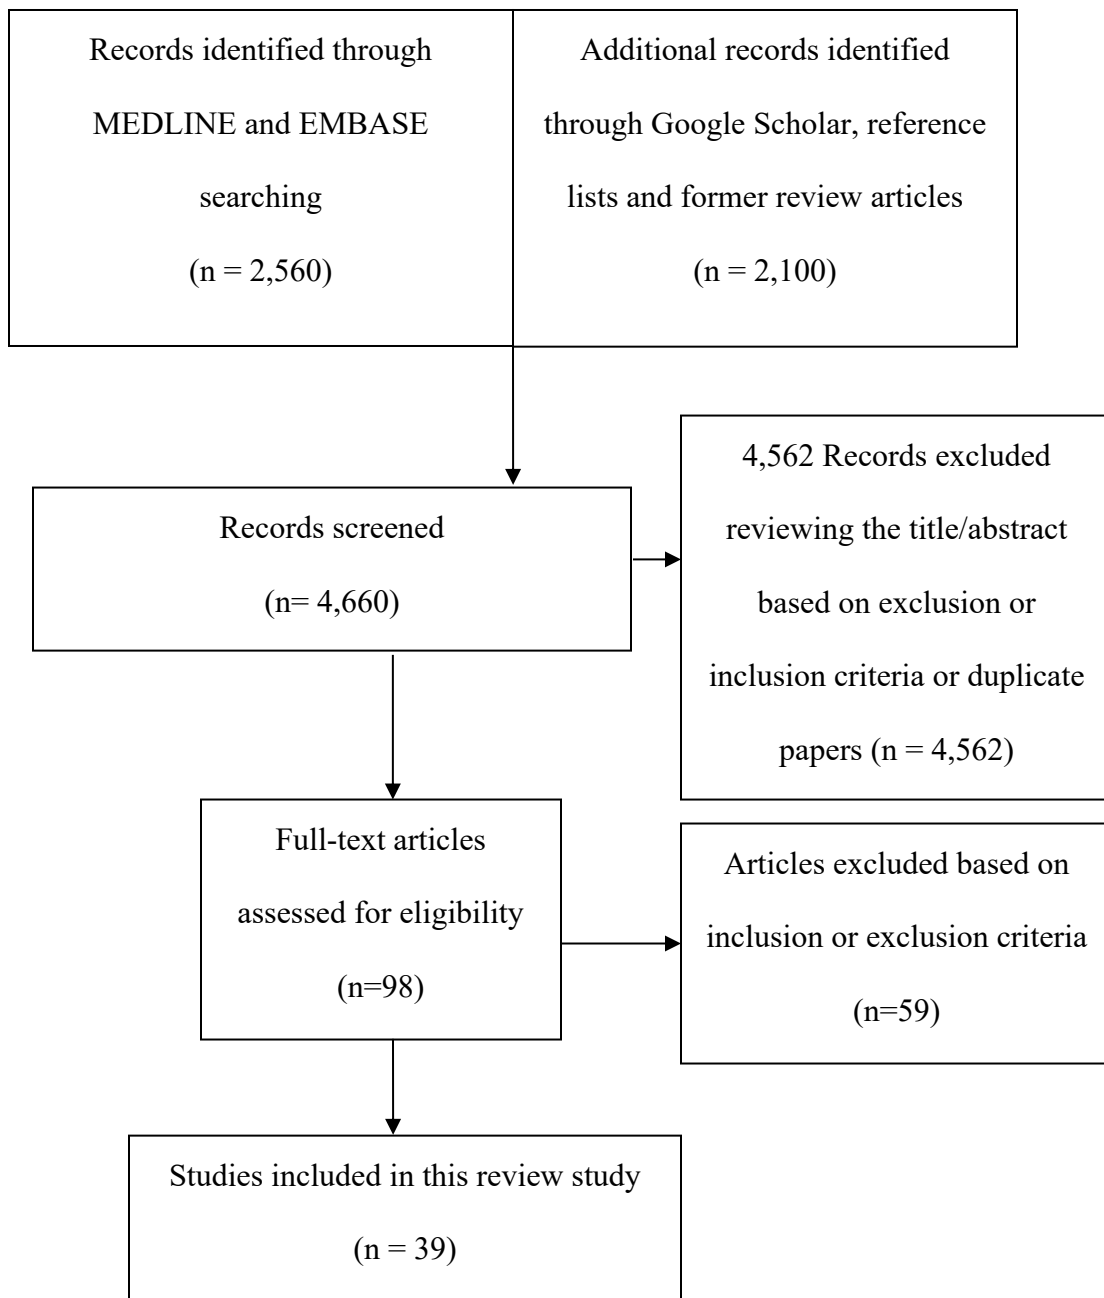 Records identified through
MEDLINE and EMBASE
searching
(n = 2,560)
Additional records identified
through Google Scholar, reference
lists and former review articles
(n = 2,100)
Records screened
(n= 4,660)
4,562 Records excluded
reviewing the title/abstract
based on exclusion or
inclusion criteria or duplicate
papers (n = 4,562)
Full-text articles
assessed for eligibility
(n=98)
Articles excluded based on
inclusion or exclusion criteria
(n=59)
Studies included in this review study
(n = 39)